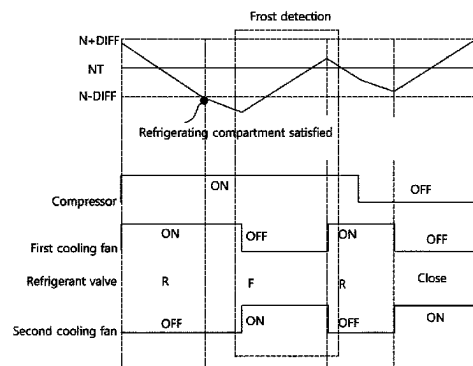 Frost detection
N+DIFF
NT
N-DIFF
Refrigerating compartment satisfied
Compressor ON OFF
First cooling fan ON OFF ON OFF
Refrigerant valve R F R Close
Second cooling fan OFF ON OFF ON